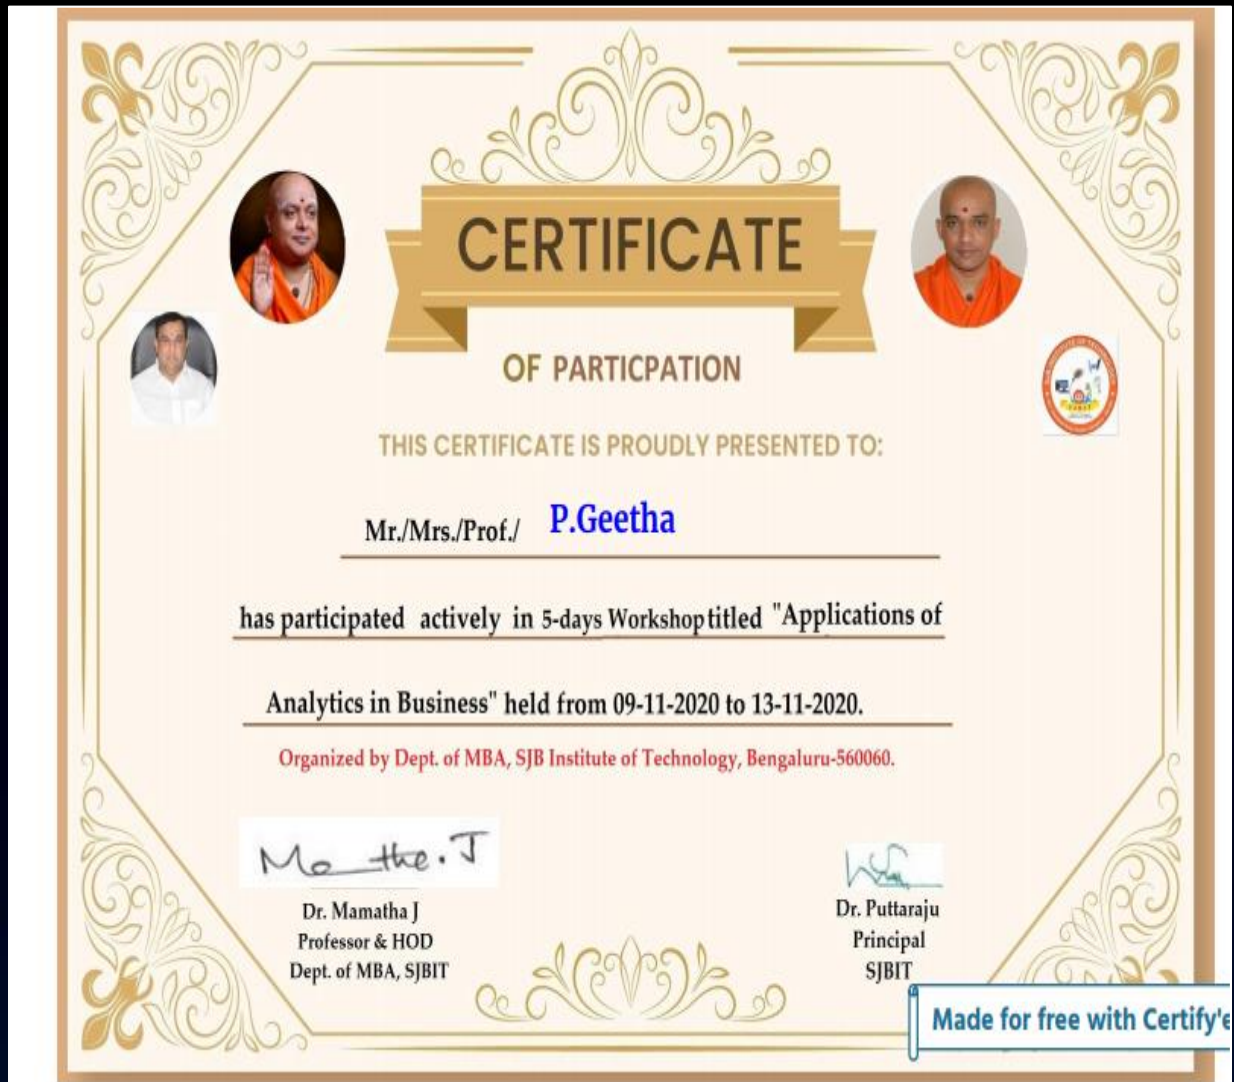 CERTIFICATE
OF PARTICPATION
THIS CERTIFICATE IS PROUDLY PRESENTED TO:
Mr./Mrs./Prof./ P.Geetha
has participated actively in 5-days Workshop titled "Applications of
Analytics in Business" held from 09-11-2020 to 13-11-2020.
Organized by Dept. of MBA, SJB Institute of Technology, Bengaluru-560060.
Mamatha.J
Dr. Mamatha J
Professor & HOD
Dept. of MBA, SJBIT
Dr. Puttaraju
Principal
SJBIT
Made for free with Certify'e